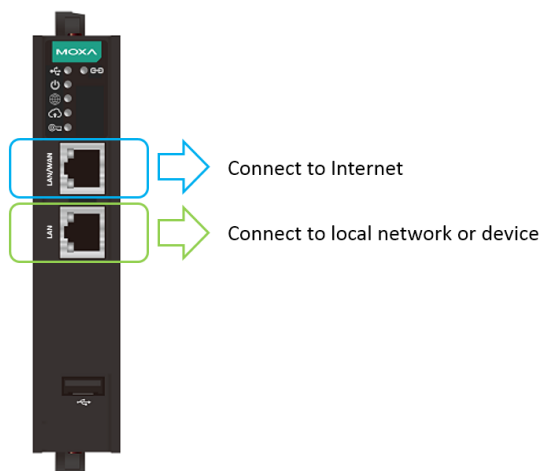 MOXA
LAN/WAN
Connect to Internet
LAN
Connect to local network or device